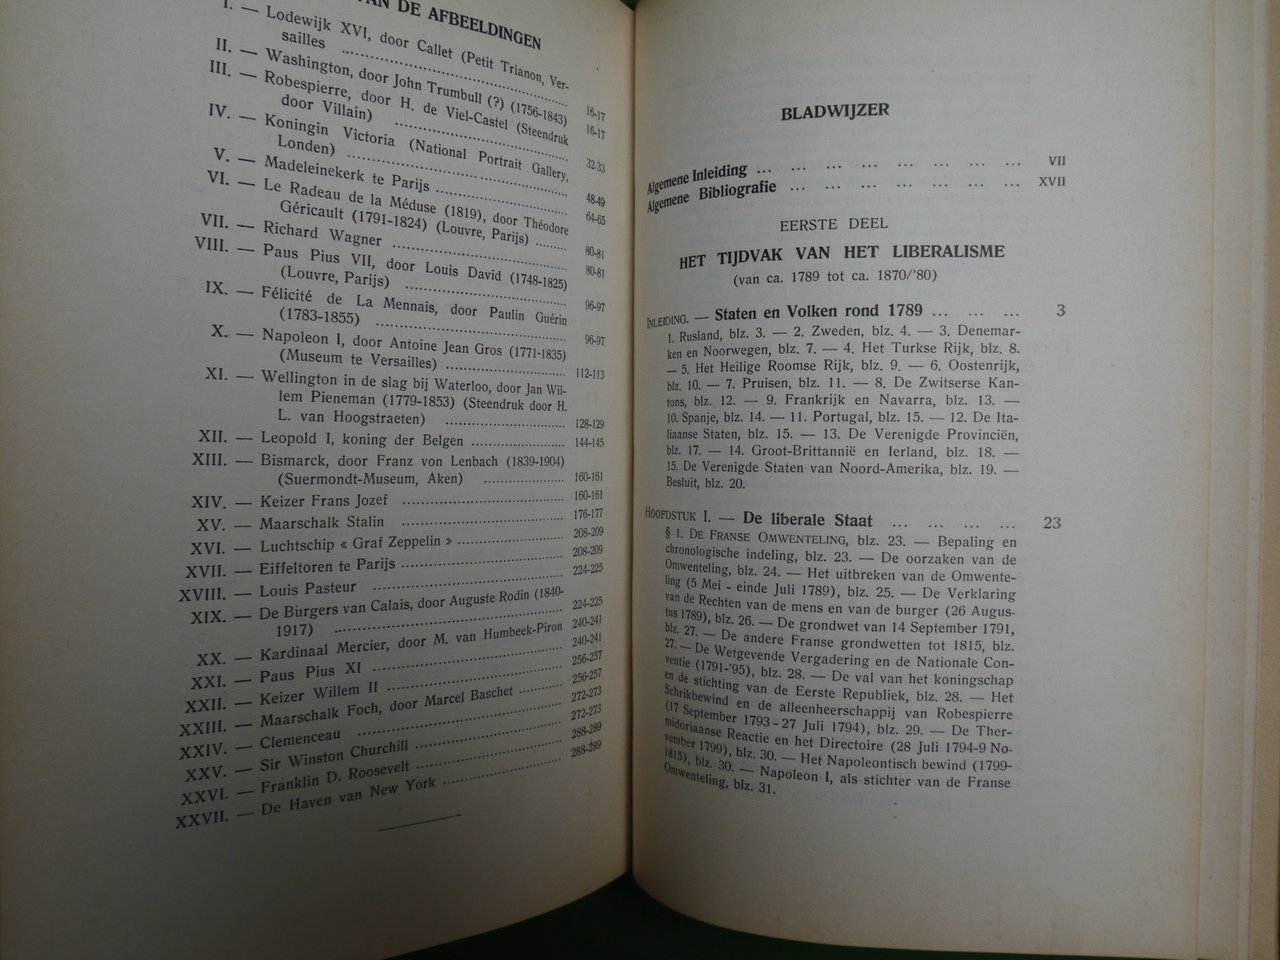 VAN DE AFBEELDINGEN
I. — Lodewijk XVI, door Callet (Petit Trianon, Ver-
sailles ........ 16-17
II. — Washington, door John Trumbull (?) (1756-1843) 16-17
III. — Robespierre, door H. de Viel-Castel (Steendruk
door Villain) ........ 32-33
IV. — Koningin Victoria (National Portrait Gallery,
Londen) ........ 48-49
V. — Madeleinekerk te Parijs ........ 64-65
VI. — Le Radeau de la Méduse (1819), door Théodore
Géricault (1791-1824) (Louvre, Parijs) ........ 80-81
VII. — Richard Wagner ........ 80-81
VIII. — Paus Pius VII, door Louis David (1748-1825)
(Louvre, Parijs) ........ 96-97
IX. — Félicité de La Mennais, door Paulin Guérin
(1783-1855) ........ 96-97
X. — Napoleon I, door Antoine Jean Gros (1771-1835)
(Museum te Versailles) ........ 112-113
XI. — Wellington in de slag bij Waterloo, door Jan Wil-
lem Pieneman (1779-1853) (Steendruk door H.
L. van Hoogstraeten) ........ 128-129
XII. — Leopold I, koning der Belgen ........ 144-145
XIII. — Bismarck, door Franz von Lenbach (1839-1904)
(Suermondt-Museum, Aken) ........ 160-161
XIV. — Keizer Frans Jozef ........ 160-161
XV. — Maarschalk Stalin ........ 176-177
XVI. — Luchtschip « Graf Zeppelin » ........ 208-209
XVII. — Eiffeltoren te Parijs ........ 208-209
XVIII. — Louis Pasteur ........ 224-225
XIX. — De Burgers van Calais, door Auguste Rodin (1840-
1917) ........ 224-225
XX. — Kardinaal Mercier, door M. van Humbeek-Piron 240-241
XXI. — Paus Pius XI ........ 240-241
XXII. — Keizer Willem II ........ 256-257
XXIII. — Maarschalk Foch, door Marcel Baschet ........ 256-257
XXIV. — Clemenceau ........ 272-273
XXV. — Sir Winston Churchill ........ 272-273
XXVI. — Franklin D. Roosevelt ........ 288-289
XXVII. — De Haven van New York ........ 288-289
BLADWIJZER
Algemene Inleiding ... ... ... ... ... ... ... ... VII
Algemene Bibliografie ... ... ... ... ... ... ... XVII
EERSTE DEEL
HET TIJDVAK VAN HET LIBERALISME
(van ca. 1789 tot ca. 1870/'80)
INLEIDING. — Staten en Volken rond 1789 ... ... ... 3
1. Rusland, blz. 3. — 2. Zweden, blz. 4. — 3. Denemar-
ken en Noorwegen, blz. 7. — 4. Het Turkse Rijk, blz. 8.
— 5. Het Heilige Roomse Rijk, blz. 9. — 6. Oostenrijk,
blz. 10. — 7. Pruisen, blz. 11. — 8. De Zwitserse Kan-
tons, blz. 12. — 9. Frankrijk en Navarra, blz. 13. —
10. Spanje, blz. 14. — 11. Portugal, blz. 15. — 12. De Ita-
liaanse Staten, blz. 15. — 13. De Verenigde Provinciën,
blz. 17. — 14. Groot-Brittannië en Ierland, blz. 18. —
15. De Verenigde Staten van Noord-Amerika, blz. 19. —
Besluit, blz. 20.
HOOFDSTUK I. — De liberale Staat ... ... ... ... 23
§ 1. DE FRANSE OMWENTELING, blz. 23. — Bepaling en
chronologische indeling, blz. 23. — De oorzaken van de
Omwenteling, blz. 24. — Het uitbreken van de Omwente-
ling (5 Mei - einde Juli 1789), blz. 25. — De Verklaring
van de Rechten van de mens en van de burger (26 Augus-
tus 1789), blz. 26. — De grondwet van 14 September 1791,
blz. 27. — De andere Franse grondwetten tot 1815, blz.
27. — De Wetgevende Vergadering en de Nationale Con-
ventie (1791-'95), blz. 28. — De val van het koningschap
en de stichting van de Eerste Republiek, blz. 28. — Het
Schrikbewind en de alleenheerschappij van Robespierre
(17 September 1793 - 27 Juli 1794), blz. 29. — De Ther-
midoriaanse Reactie en het Directoire (28 Juli 1794-9 No-
vember 1799), blz. 30. — Het Napoleontisch bewind (1799-
1815), blz. 30. — Napoleon I, als stichter van de Franse
Omwenteling, blz. 31.